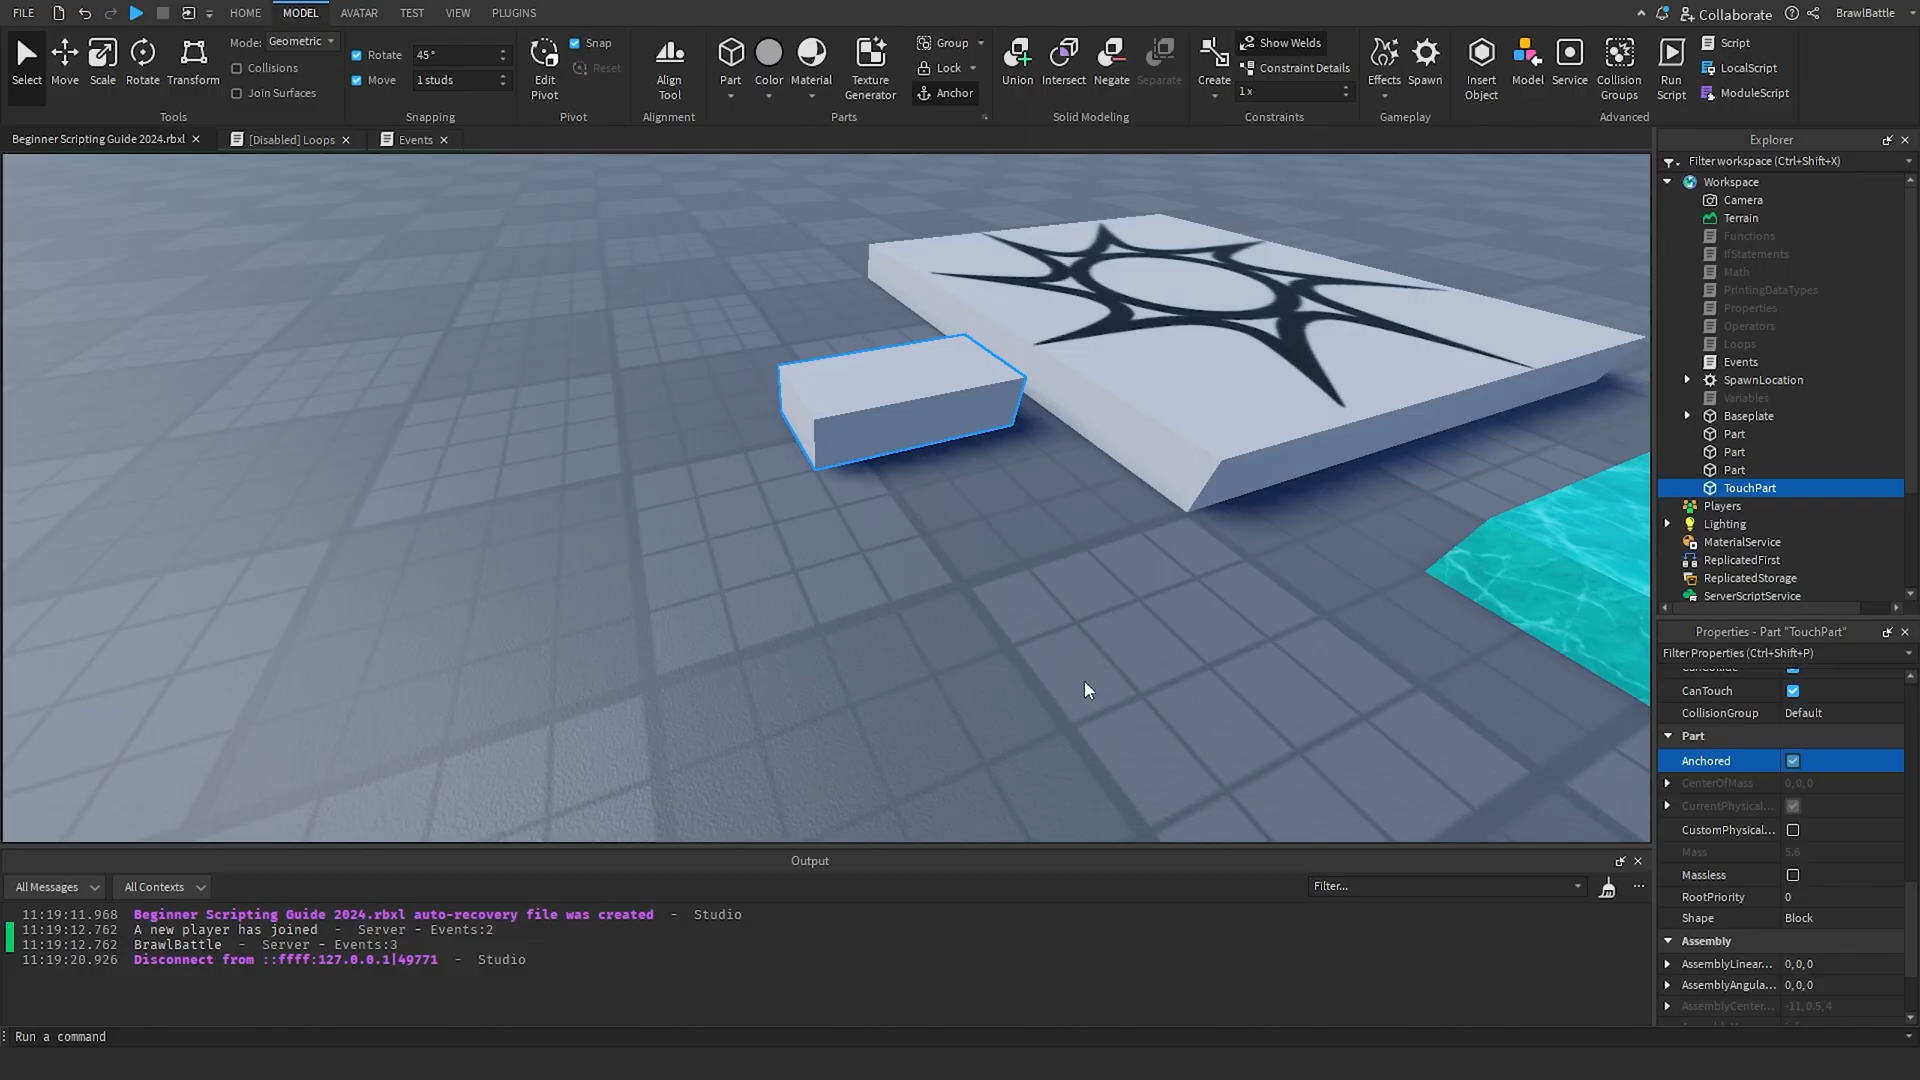 FILE HOME MODEL AVATAR TEST VIEW PLUGINS Collaborate BrawlBattle
Select Move Scale Rotate Transform
Mode: Geometric
Collisions
Join Surfaces
Tools
Rotate 45°
Move 1 studs
Snapping
Edit Pivot
Snap
Reset
Pivot
Align Tool
Alignment
Part Color Material Texture Generator
Group
Lock
Anchor
Parts
Union Intersect Negate Separate
Solid Modeling
Create
Show Welds
Constraint Details
1 x
Constraints
Effects Spawn
Gameplay
Insert Object
Model
Service
Collision Groups
Run Script
Script
LocalScript
ModuleScript
Advanced
Beginner Scripting Guide 2024.rbxl [Disabled] Loops Events
Explorer
Filter workspace (Ctrl+Shift+X)
Workspace
Camera
Terrain
Functions
IfStatements
Math
PrintingDataTypes
Properties
Operators
Loops
Events
SpawnLocation
Variables
Baseplate
Part
Part
Part
TouchPart
Players
Lighting
MaterialService
ReplicatedFirst
ReplicatedStorage
ServerScriptService
Properties - Part "TouchPart"
Filter Properties (Ctrl+Shift+P)
CanCollide
CanTouch
CollisionGroup Default
Part
Anchored
CenterOfMass 0,0,0
CurrentPhysical...
CustomPhysical...
Mass 5.6
Massless
RootPriority 0
Shape Block
Assembly
AssemblyLinear... 0,0,0
AssemblyAngula... 0,0,0
AssemblyCenter... -11,0.5,4
Output
All Messages All Contexts Filter...
11:19:11.968 Beginner Scripting Guide 2024.rbxl auto-recovery file was created - Studio
11:19:12.762 A new player has joined - Server - Events:2
11:19:12.762 BrawlBattle - Server - Events:3
11:19:20.926 Disconnect from ::ffff:127.0.0.1|49771 - Studio
Run a command